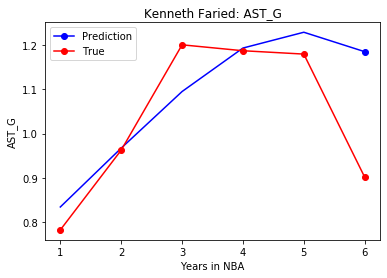 Kenneth Faried: AST_G
Prediction
True
AST_G
1.2
1.1
1.0
0.9
0.8
1 2 3 4 5 6
Years in NBA